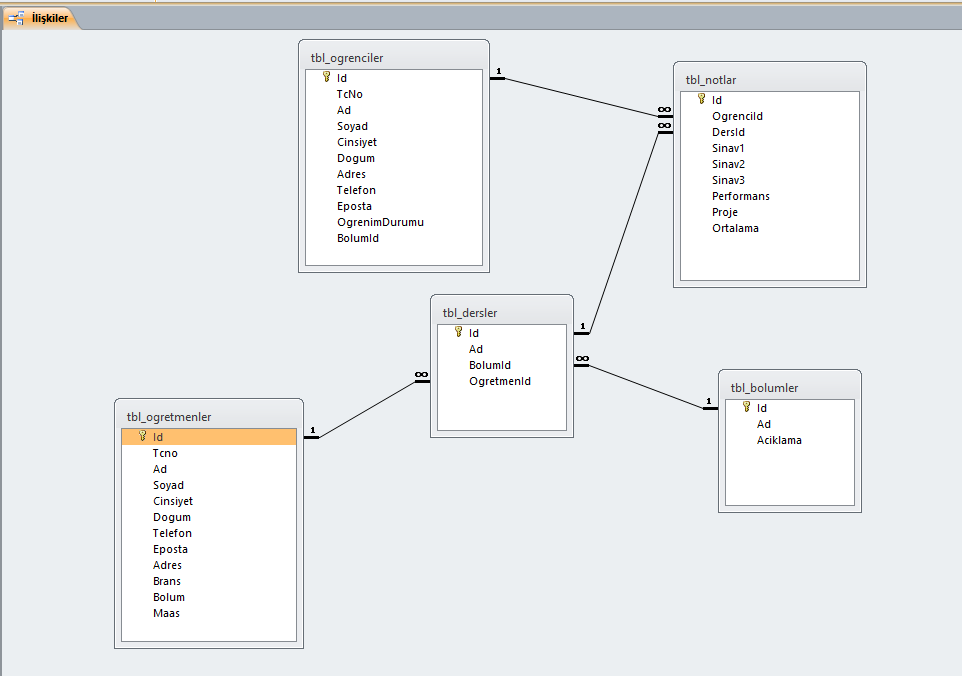 İlişkiler
tbl_ogrenciler
Id
TcNo
Ad
Soyad
Cinsiyet
Dogum
Adres
Telefon
Eposta
OgrenimDurumu
BolumId
1
∞
∞
tbl_notlar
Id
OgrenciId
DersId
Sinav1
Sinav2
Sinav3
Performans
Proje
Ortalama
tbl_dersler
Id
Ad
BolumId
OgretmenId
1
∞
∞
1
tbl_bolumler
Id
Ad
Aciklama
tbl_ogretmenler
Id
Tcno
Ad
Soyad
Cinsiyet
Dogum
Telefon
Eposta
Adres
Brans
Bolum
Maas
1